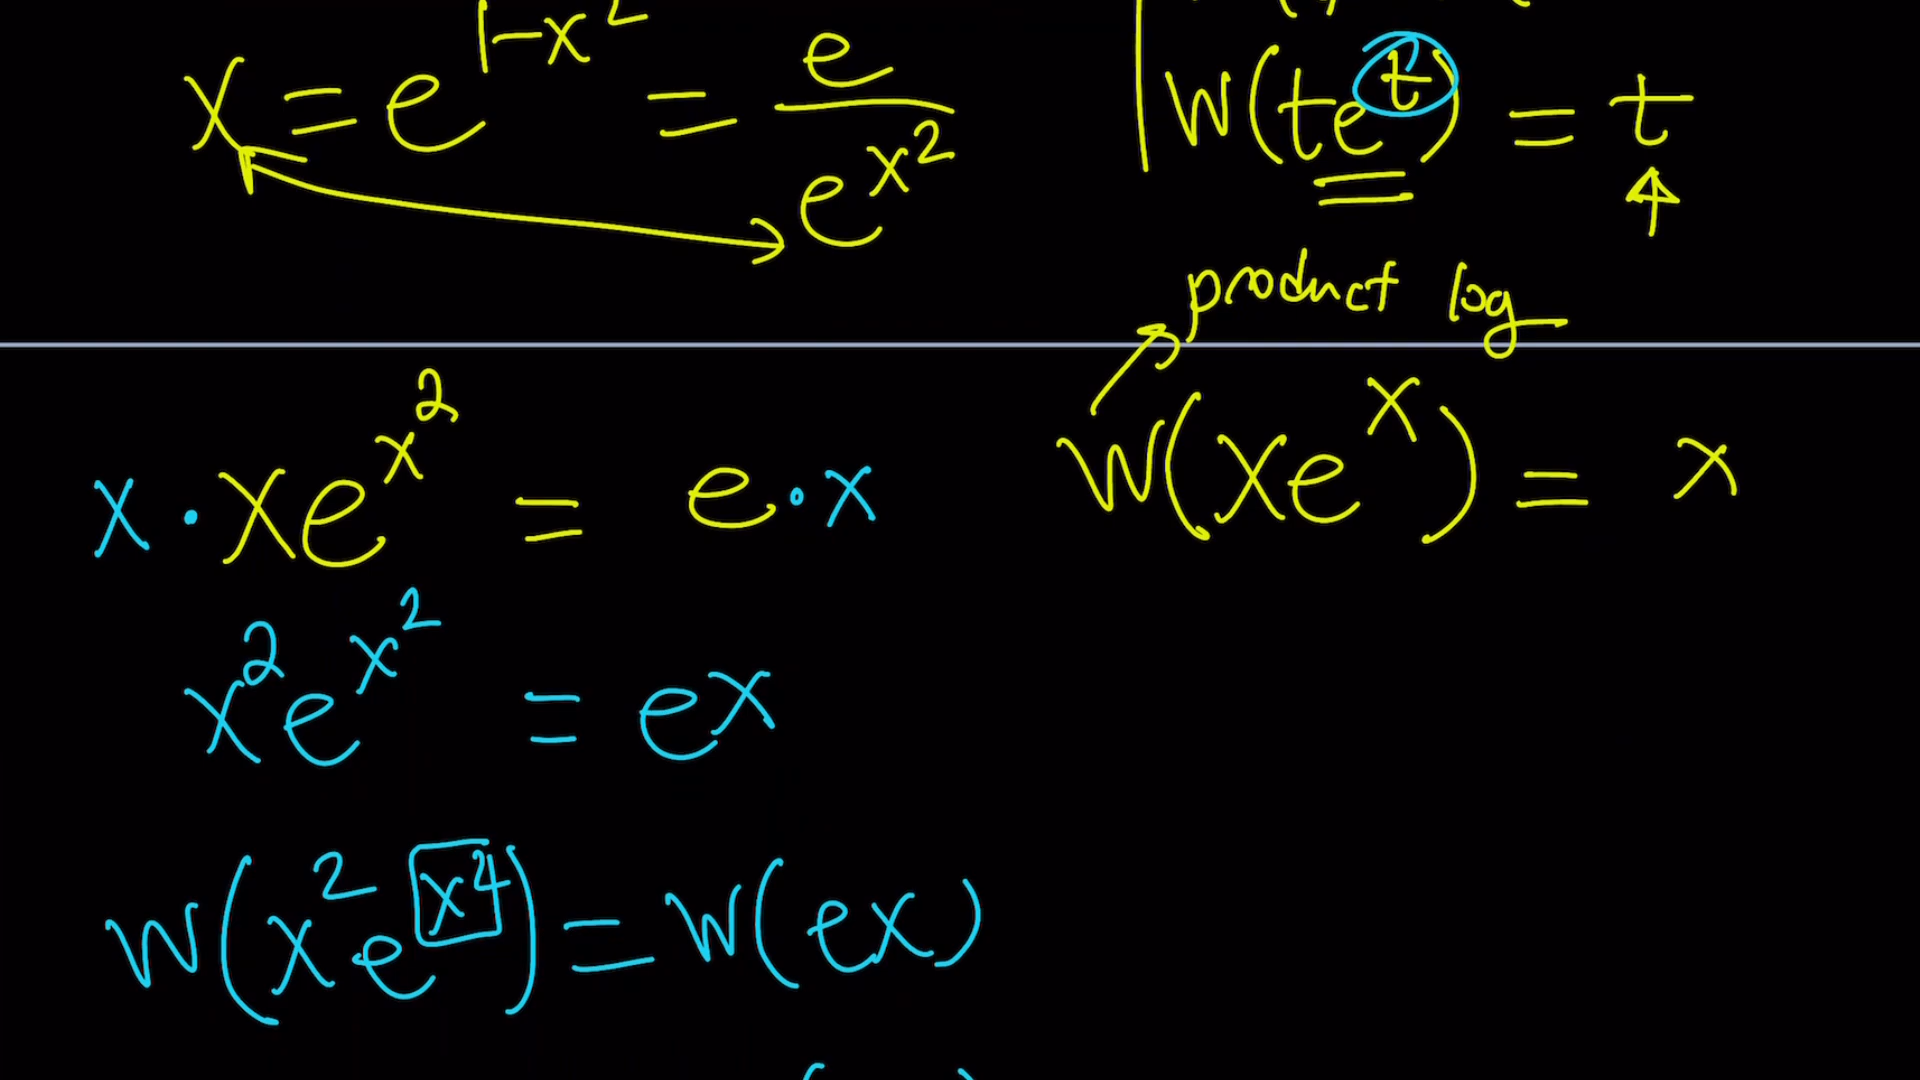 x = e^{1-x^2} = e/e^{x^2}
W(te^t) = t
product log
x · xe^{x^2} = e · x
W(xe^x) = x
x^2 e^{x^2} = ex
W(x^2 e^{x^4}) = W(ex)